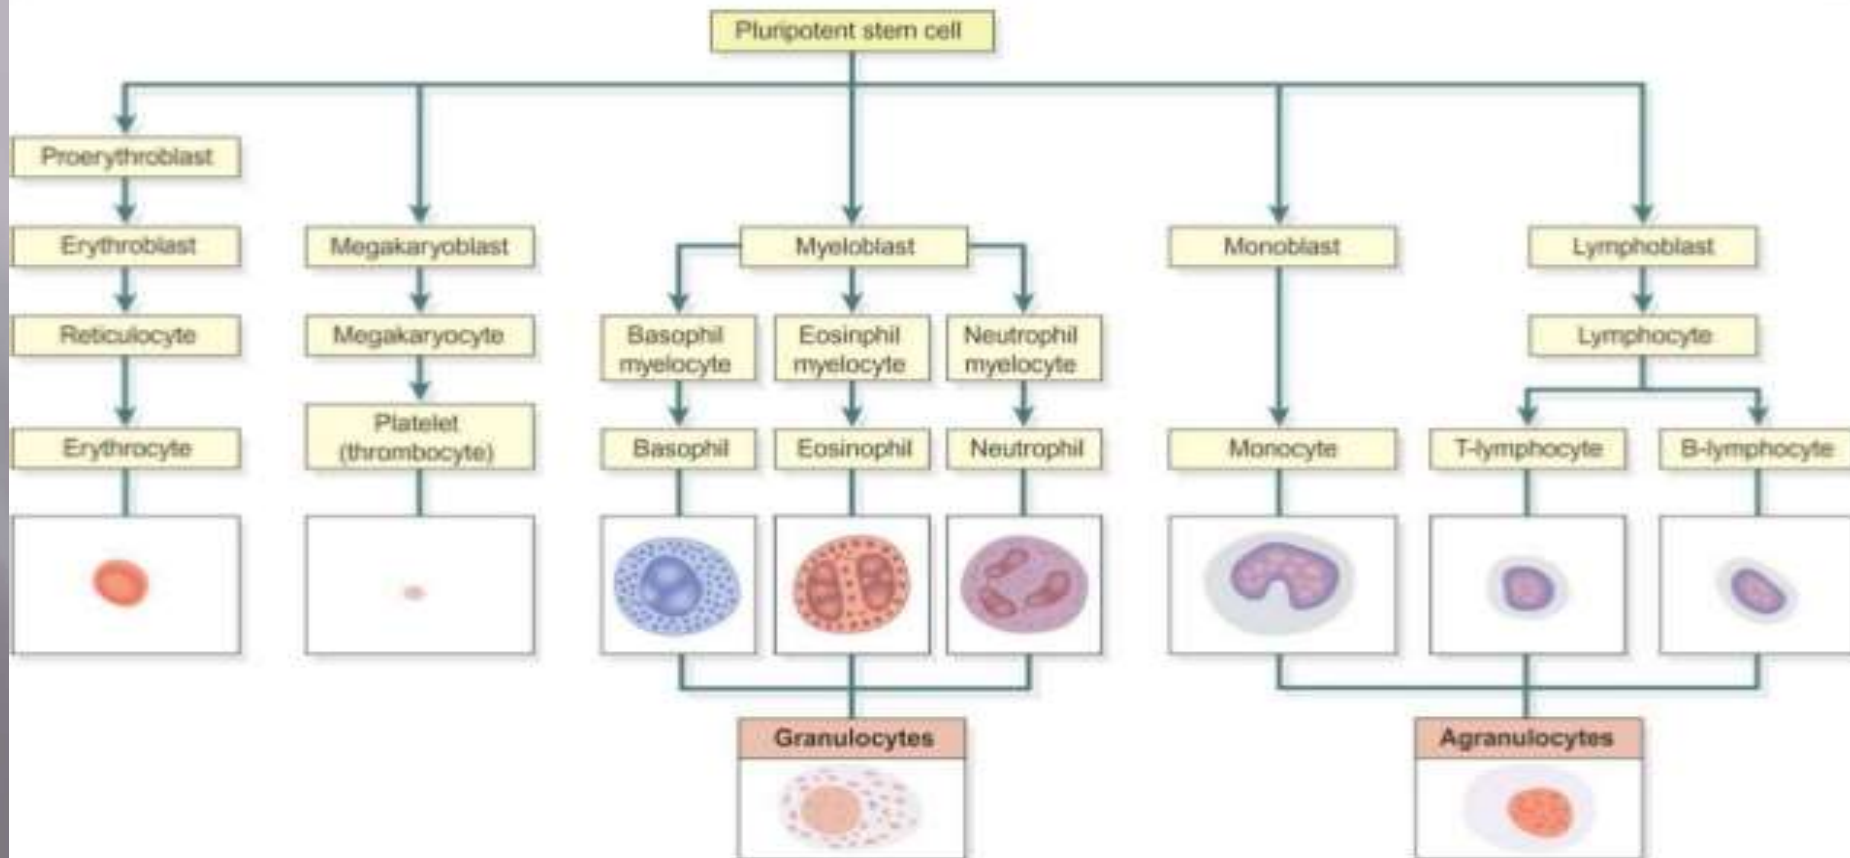 Pluripotent stem cell
Proerythroblast
Erythroblast
Megakaryoblast
Myeloblast
Monoblast
Lymphoblast
Reticulocyte
Megakaryocyte
Basophil
myelocyte
Eosinphil
myelocyte
Neutrophil
myelocyte
Lymphocyte
Erythrocyte
Platelet
(thrombocyte)
Basophil
Eosinophil
Neutrophil
Monocyte
T-lymphocyte
B-lymphocyte
Granulocytes
Agranulocytes